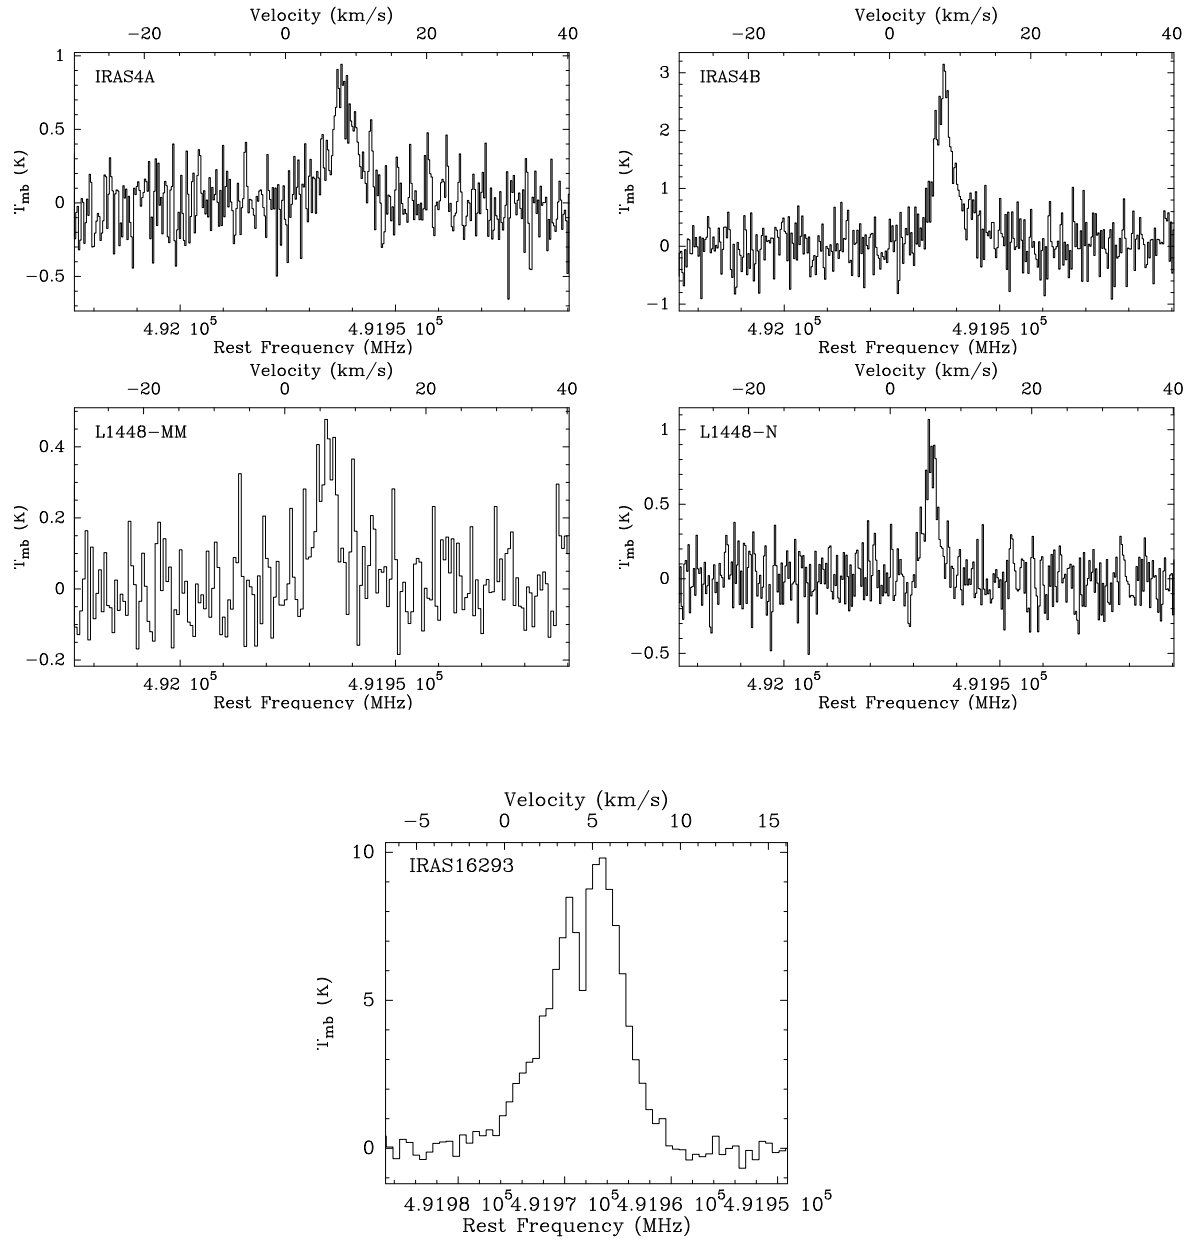 Velocity (km/s)
−20 0 20 40
IRAS4A
1
0.5
0
−0.5
Tmb (K)
4.92 10^5 4.9195 10^5
Rest Frequency (MHz)
Velocity (km/s)
−20 0 20 40
IRAS4B
3
2
1
0
−1
Tmb (K)
4.92 10^5 4.9195 10^5
Rest Frequency (MHz)
Velocity (km/s)
−20 0 20 40
L1448−MM
0.4
0.2
0
−0.2
Tmb (K)
4.92 10^5 4.9195 10^5
Rest Frequency (MHz)
Velocity (km/s)
−20 0 20 40
L1448−N
1
0.5
0
−0.5
Tmb (K)
4.92 10^5 4.9195 10^5
Rest Frequency (MHz)
Velocity (km/s)
−5 0 5 10 15
IRAS16293
10
5
0
Tmb (K)
4.9198 10^5 4.9197 10^5 4.9196 10^5 4.9195 10^5
Rest Frequency (MHz)